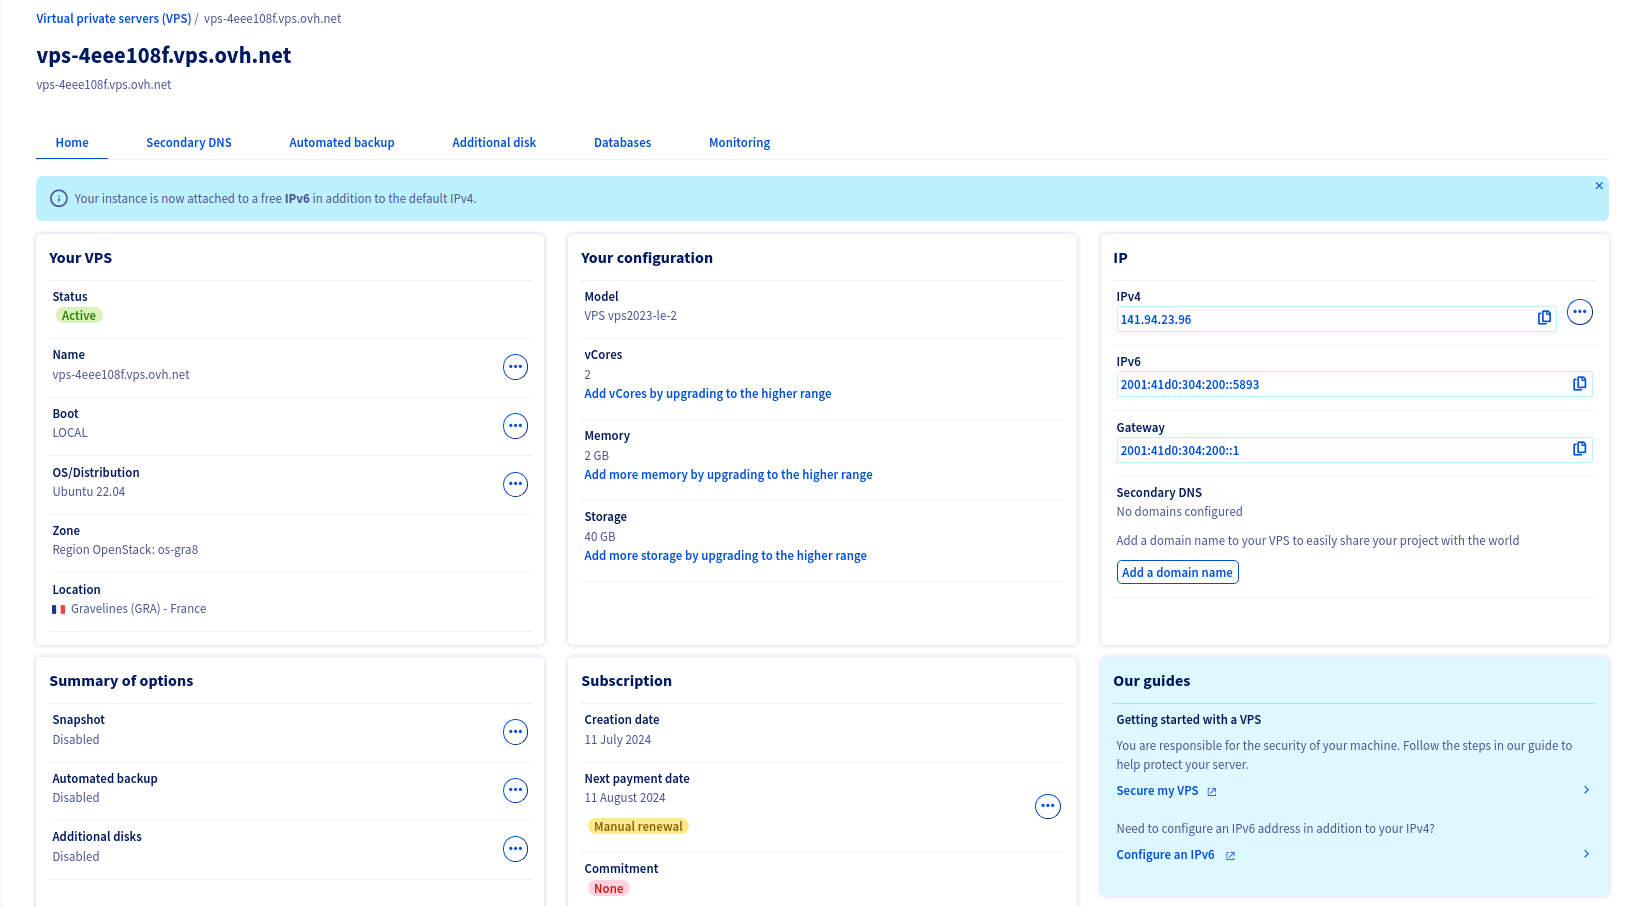 Virtual private servers (VPS) / vps-4eee108f.vps.ovh.net
vps-4eee108f.vps.ovh.net
vps-4eee108f.vps.ovh.net
Home Secondary DNS Automated backup Additional disk Databases Monitoring
Your instance is now attached to a free IPv6 in addition to the default IPv4.
Your VPS
Status
Active
Name
vps-4eee108f.vps.ovh.net
Boot
LOCAL
OS/Distribution
Ubuntu 22.04
Zone
Region OpenStack: os-gra8
Location
Gravelines (GRA) - France
Your configuration
Model
VPS vps2023-le-2
vCores
2
Add vCores by upgrading to the higher range
Memory
2 GB
Add more memory by upgrading to the higher range
Storage
40 GB
Add more storage by upgrading to the higher range
IP
IPv4
141.94.23.96
IPv6
2001:41d0:304:200::5893
Gateway
2001:41d0:304:200::1
Secondary DNS
No domains configured
Add a domain name to your VPS to easily share your project with the world
Add a domain name
Summary of options
Snapshot
Disabled
Automated backup
Disabled
Additional disks
Disabled
Subscription
Creation date
11 July 2024
Next payment date
11 August 2024
Manual renewal
Commitment
None
Our guides
Getting started with a VPS
You are responsible for the security of your machine. Follow the steps in our guide to
help protect your server.
Secure my VPS
Need to configure an IPv6 address in addition to your IPv4?
Configure an IPv6